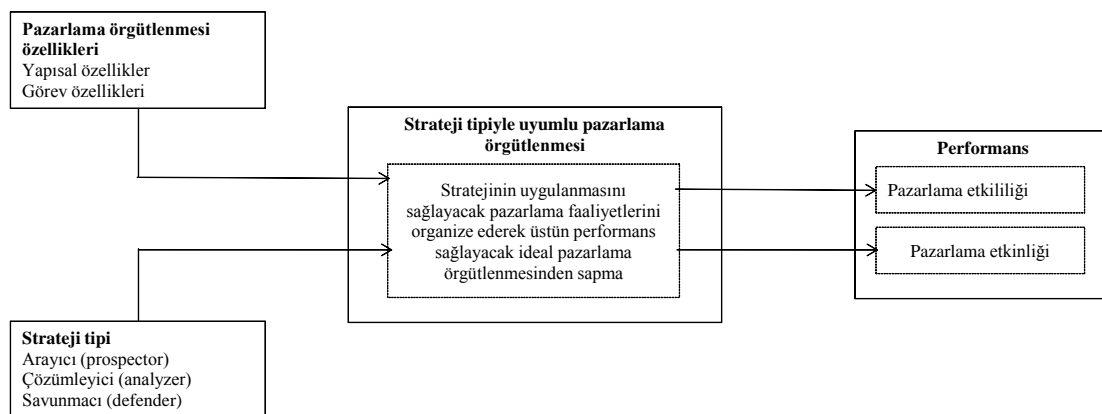 Pazarlama örgütlenmesi
özellikleri
Yapısal özellikler
Görev özellikleri
Strateji tipiyle uyumlu pazarlama
örgütlenmesi
Stratejinin uygulanmasını
sağlayacak pazarlama faaliyetlerini
organize ederek üstün performans
sağlayacak ideal pazarlama
örgütlenmesinden sapma
Performans
Pazarlama etkililiği
Pazarlama etkinliği
Strateji tipi
Arayıcı (prospector)
Çözümleyici (analyzer)
Savunmacı (defender)